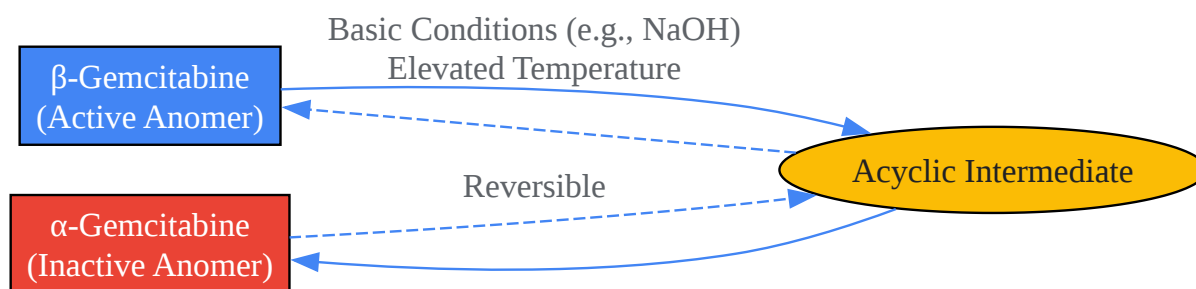 Basic Conditions (e.g., NaOH)
Elevated Temperature
β-Gemcitabine
(Active Anomer)
Acyclic Intermediate
Reversible
α-Gemcitabine
(Inactive Anomer)